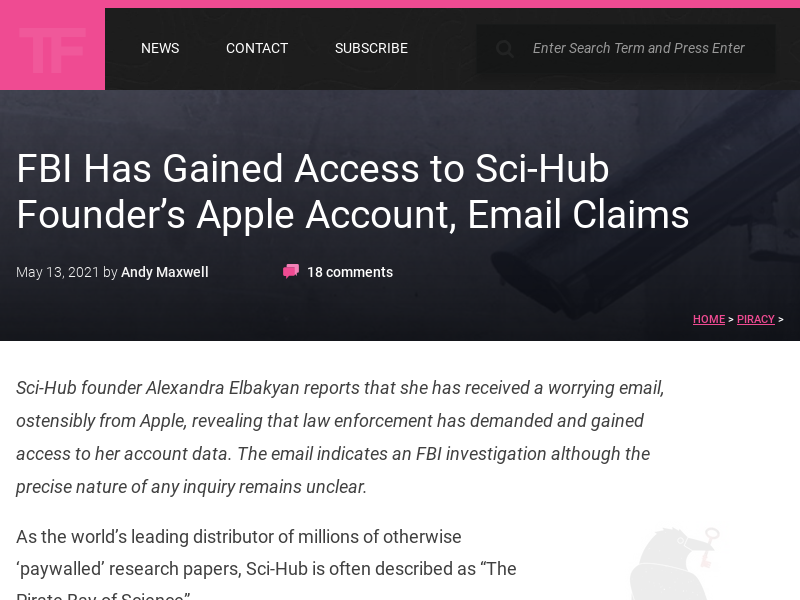 TF
NEWS
CONTACT
SUBSCRIBE
Enter Search Term and Press Enter
FBI Has Gained Access to Sci-Hub
Founder’s Apple Account, Email Claims
May 13, 2021 by Andy Maxwell
18 comments
HOME > PIRACY >
Sci-Hub founder Alexandra Elbakyan reports that she has received a worrying email,
ostensibly from Apple, revealing that law enforcement has demanded and gained
access to her account data. The email indicates an FBI investigation although the
precise nature of any inquiry remains unclear.
As the world’s leading distributor of millions of otherwise
‘paywalled’ research papers, Sci-Hub is often described as “The
Pirate Bay of Science”